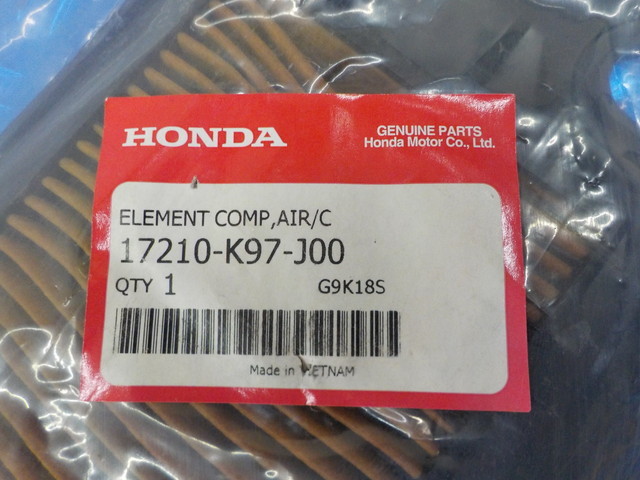 HONDA
GENUINE PARTS
Honda Motor Co., Ltd.
ELEMENT COMP,AIR/C
17210-K97-J00
QTY 1 G9K18S
Made in VIETNAM